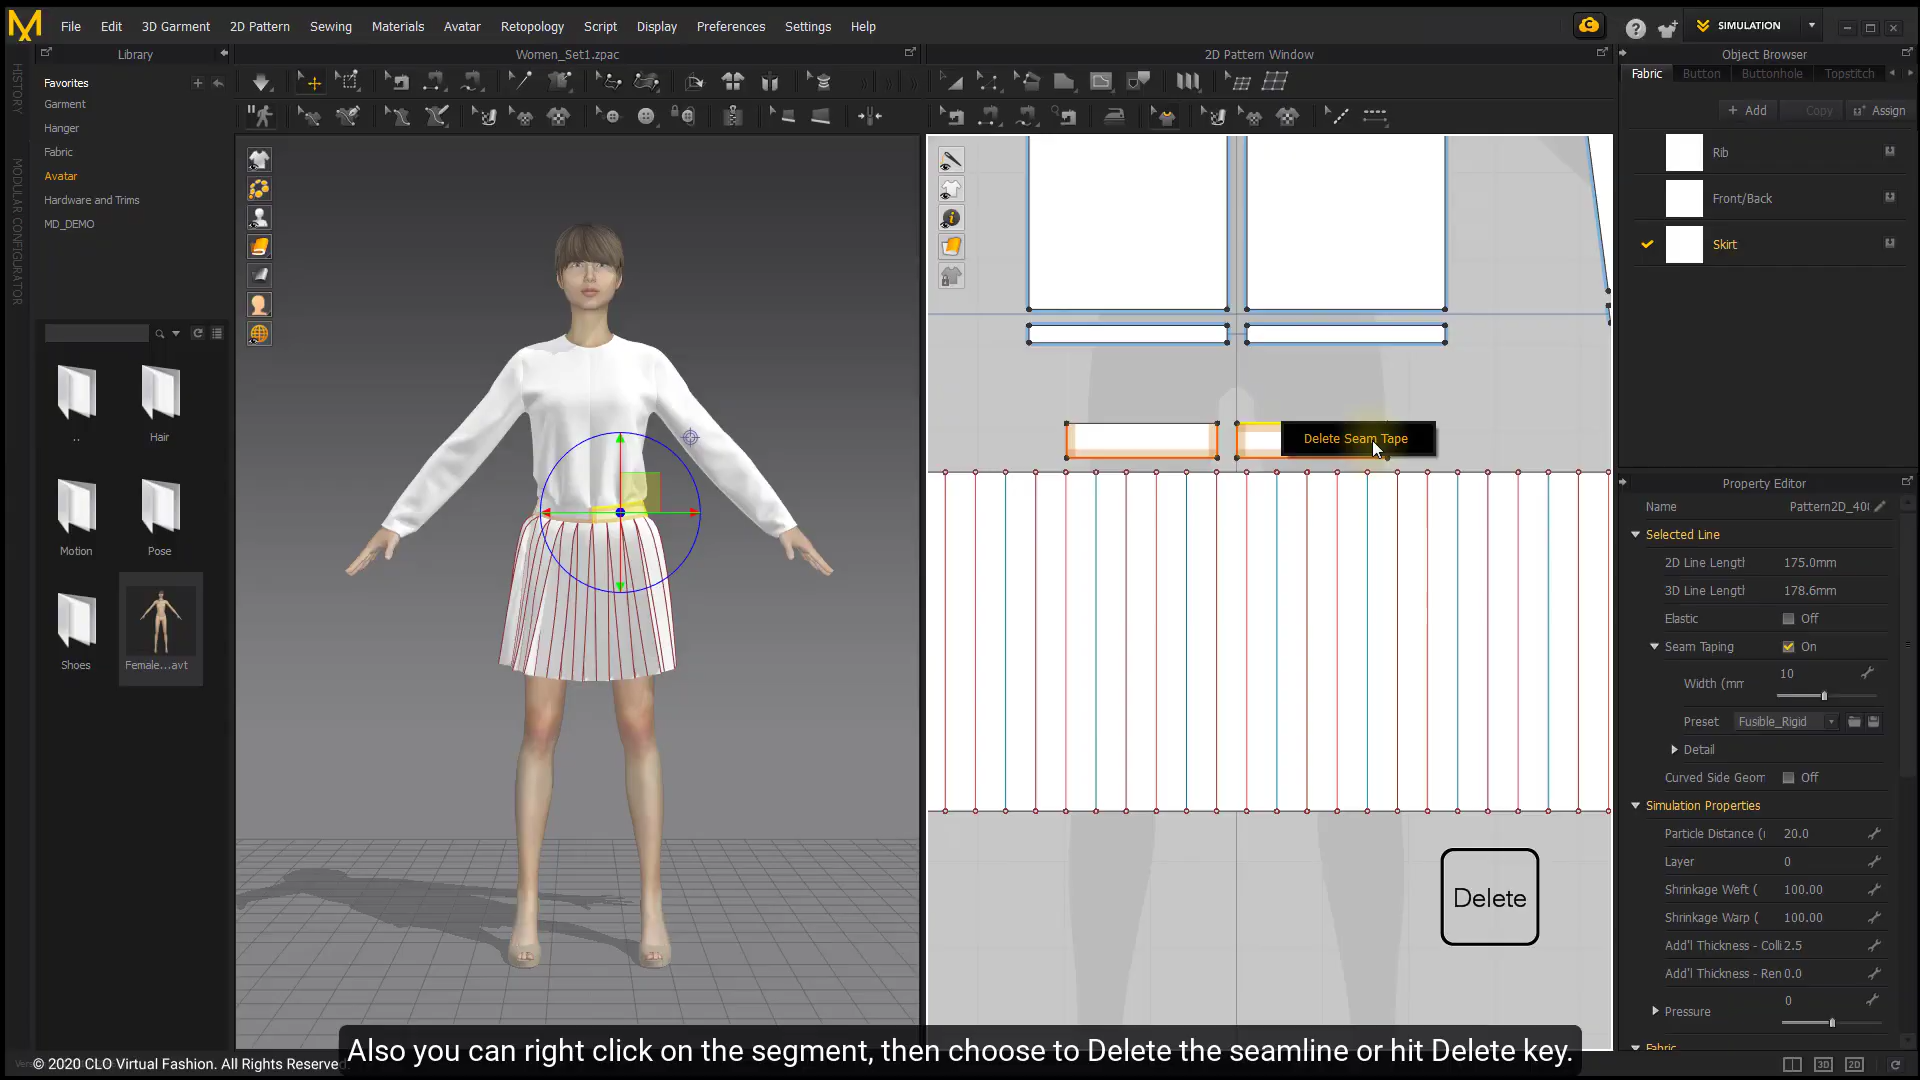 File Edit 3D Garment 2D Pattern Sewing Materials Avatar Retopology Script Display Preferences Settings Help
SIMULATION
Library
Women_Set1.zpac
2D Pattern Window
Object Browser
HISTORY
MODULAR CONFIGURATOR
Favorites
Garment
Hanger
Fabric
Avatar
Hardware and Trims
MD_DEMO
..
Hair
Motion
Pose
Shoes
Female...avt
Delete Seam Tape
Delete
Fabric Button Buttonhole Topstitch
+ Add Copy Assign
Rib
Front/Back
Skirt
Property Editor
Name Pattern2D_40
Selected Line
2D Line Lengt 175.0mm
3D Line Lengt 178.6mm
Elastic Off
Seam Taping On
Width (mm 10
Preset Fusible_Rigid
Detail
Curved Side Geom Off
Simulation Properties
Particle Distance ( 20.0
Layer 0
Shrinkage Weft ( 100.00
Shrinkage Warp ( 100.00
Add'l Thickness - Colli 2.5
Add'l Thickness - Ren 0.0
Pressure 0
Fabric
3D 2D
© 2020 CLO Virtual Fashion. All Rights Reserved.
Also you can right click on the segment, then choose to Delete the seamline or hit Delete key.